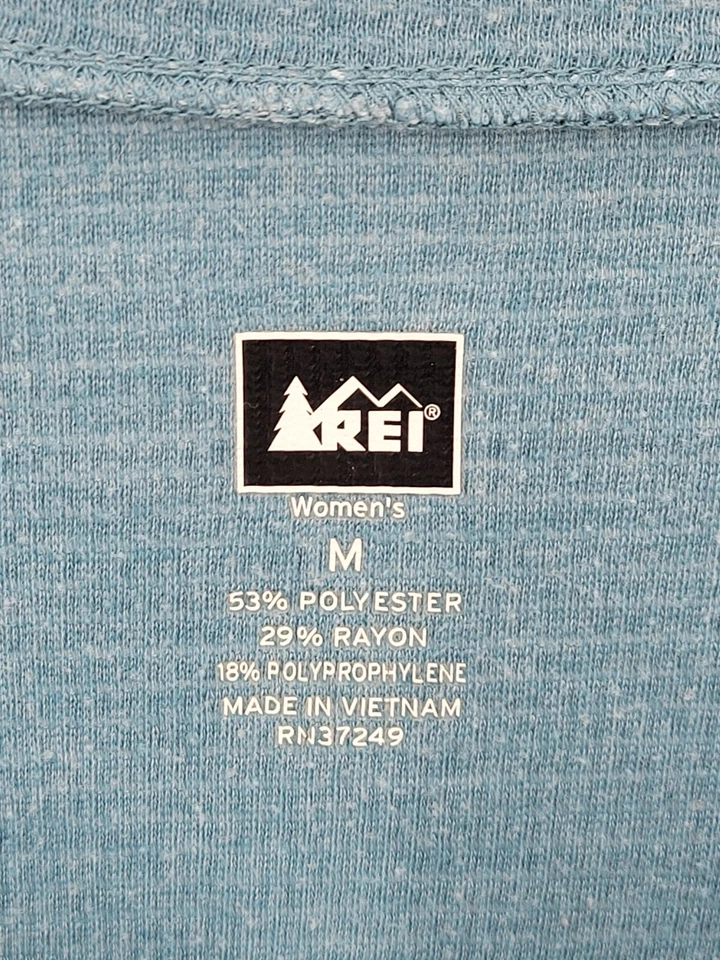 REI®
Women's
M
53% POLYESTER
29% RAYON
18% POLYPROPHYLENE
MADE IN VIETNAM
RN37249